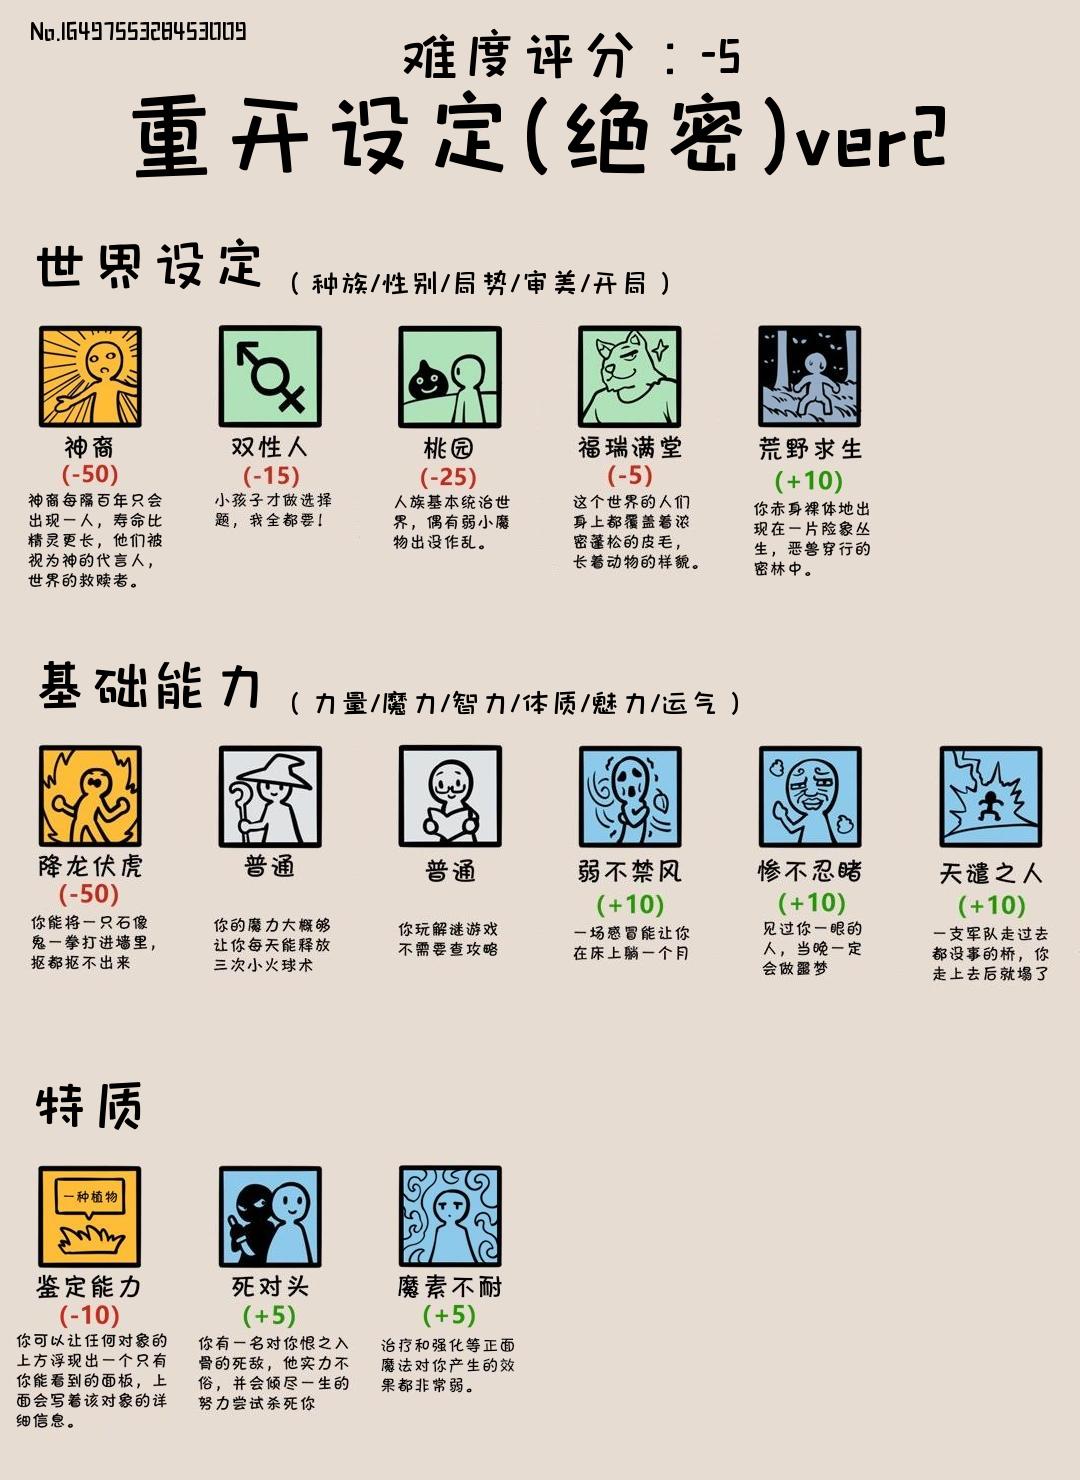 No.1649755328453009
难度评分：-5
重开设定(绝密)ver2
世界设定
（种族/性别/局势/审美/开局）
神裔
(-50)
神裔每隔百年只会
出现一人，寿命比
精灵更长，他们被
视为神的代言人，
世界的救赎者。
双性人
(-15)
小孩子才做选择
题，我全都要！
桃园
(-25)
人族基本统治世
界，偶有弱小魔
物出没作乱。
福瑞满堂
(-5)
这个世界的人们
身上都覆盖着浓
密蓬松的皮毛，
长着动物的样貌。
荒野求生
(+10)
你赤身裸体地出
现在一片险象丛
生，恶兽穿行的
密林中。
基础能力
（力量/魔力/智力/体质/魅力/运气）
降龙伏虎
(-50)
你能将一只石像
鬼一拳打进墙里，
抠都抠不出来
普通
你的魔力大概够
让你每天能释放
三次小火球术
普通
你玩解谜游戏
不需要查攻略
弱不禁风
(+10)
一场感冒能让你
在床上躺一个月
惨不忍睹
(+10)
见过你一眼的
人，当晚一定
会做噩梦
天谴之人
(+10)
一支军队走过去
都没事的桥，你
走上去后就塌了
特质
一种植物
鉴定能力
(-10)
你可以让任何对象的
上方浮现出一个只有
你能看到的面板，上
面会写着该对象的详
细信息。
死对头
(+5)
你有一名对你恨之入
骨的死敌，他实力不
俗，并会倾尽一生的
努力尝试杀死你
魔素不耐
(+5)
治疗和强化等正面
魔法对你产生的效
果都非常弱。